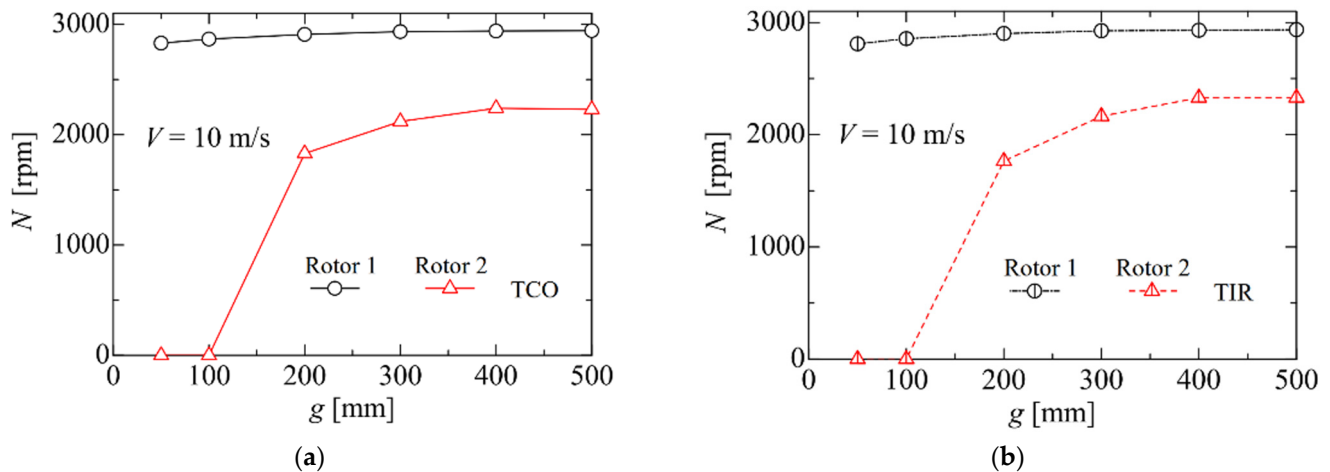 3000
2000
1000
0
N [rpm]
V = 10 m/s
Rotor 1 Rotor 2 TCO
0 100 200 300 400 500
g [mm]
(a)
3000
2000
1000
0
N [rpm]
V = 10 m/s
Rotor 1 Rotor 2 TIR
0 100 200 300 400 500
g [mm]
(b)